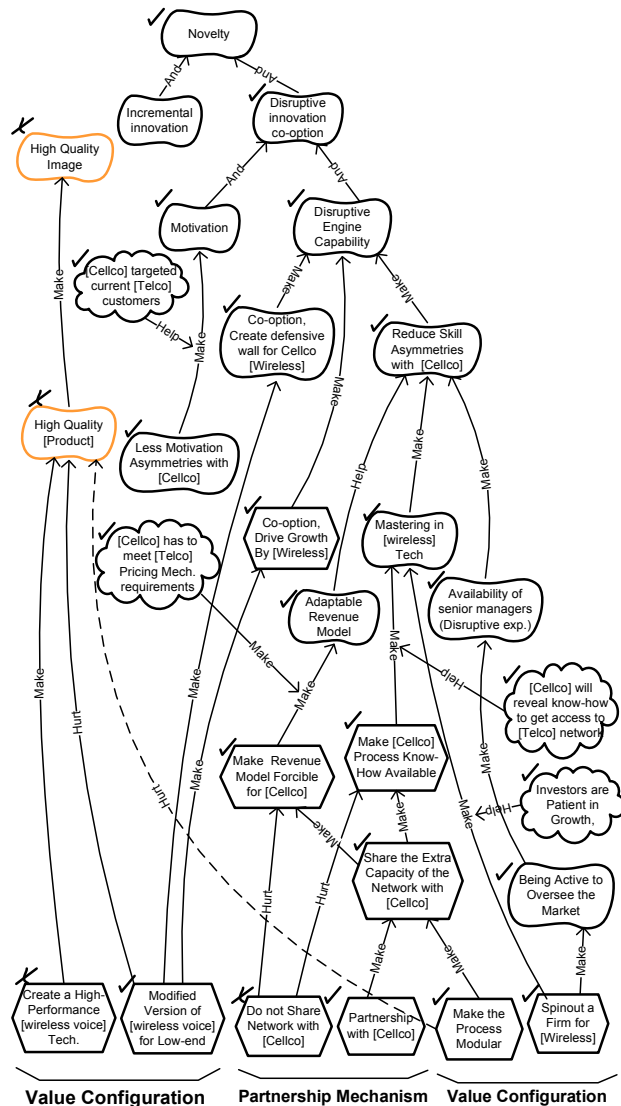 Novelty
And
And
Incremental
innovation
Disruptive
innovation
co-option
High Quality
Image
And
And
Motivation
Disruptive
Engine
Capability
[Cellco] targeted
current [Telco]
customers
Make
Help
Make
Make
Make
Make
Co-option,
Create defensive
wall for Cellco
[Wireless]
Reduce Skill
Asymmetries
with [Cellco]
High Quality
[Product]
Less Motivation
Asymmetries with
[Cellco]
Help
Make
Make
Co-option,
Drive Growth
By [Wireless]
Mastering in
[wireless]
Tech
[Cellco] has to
meet [Telco]
Pricing Mech.
requirements
Adaptable
Revenue
Model
Availability of
senior managers
(Disruptive exp.)
Make
Make
Make
Help
[Cellco] will
reveal know-how
to get access to
[Telco] network
Make
Hurt
Make
Make
Hurt
Make Revenue
Model Forcible
for [Cellco]
Make [Cellco]
Process Know-
How Available
Investors are
Patient in
Growth,
Help
Make
Make
Make
Share the Extra
Capacity of the
Network with
[Cellco]
Being Active to
Oversee the
Market
Hurt
Hurt
Make
Make
Make
Create a High-
Performance
[wireless voice]
Tech.
Modified
Version of
[wireless voice]
for Low-end
Do not Share
Network with
[Cellco]
Partnership
with [Cellco]
Make the
Process
Modular
Spinout a
Firm for
[Wireless]
Value Configuration
Partnership Mechanism
Value Configuration